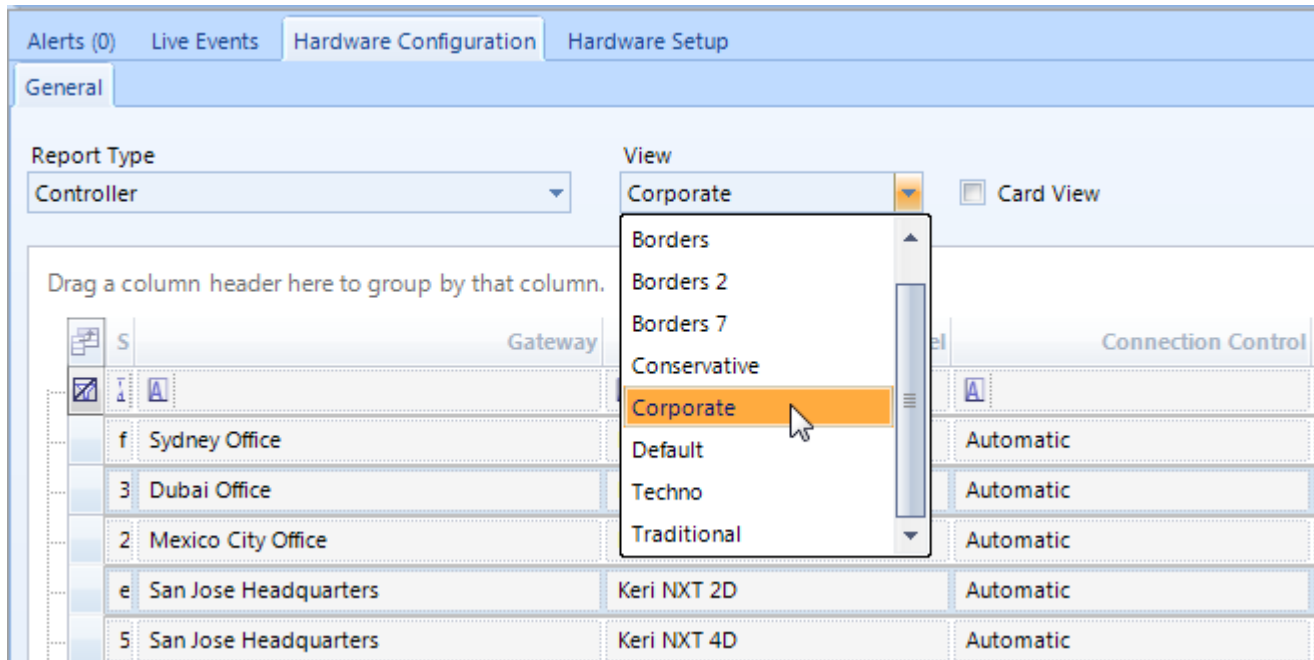 Alerts (0) Live Events Hardware Configuration Hardware Setup
General
Report Type View
Controller Corporate Card View
Borders
Borders 2
Borders 7
Conservative
Corporate
Default
Techno
Traditional
Drag a column header here to group by that column.
S Gateway Connection Control
A A
f Sydney Office Automatic
3 Dubai Office Automatic
2 Mexico City Office Automatic
e San Jose Headquarters Keri NXT 2D Automatic
5 San Jose Headquarters Keri NXT 4D Automatic